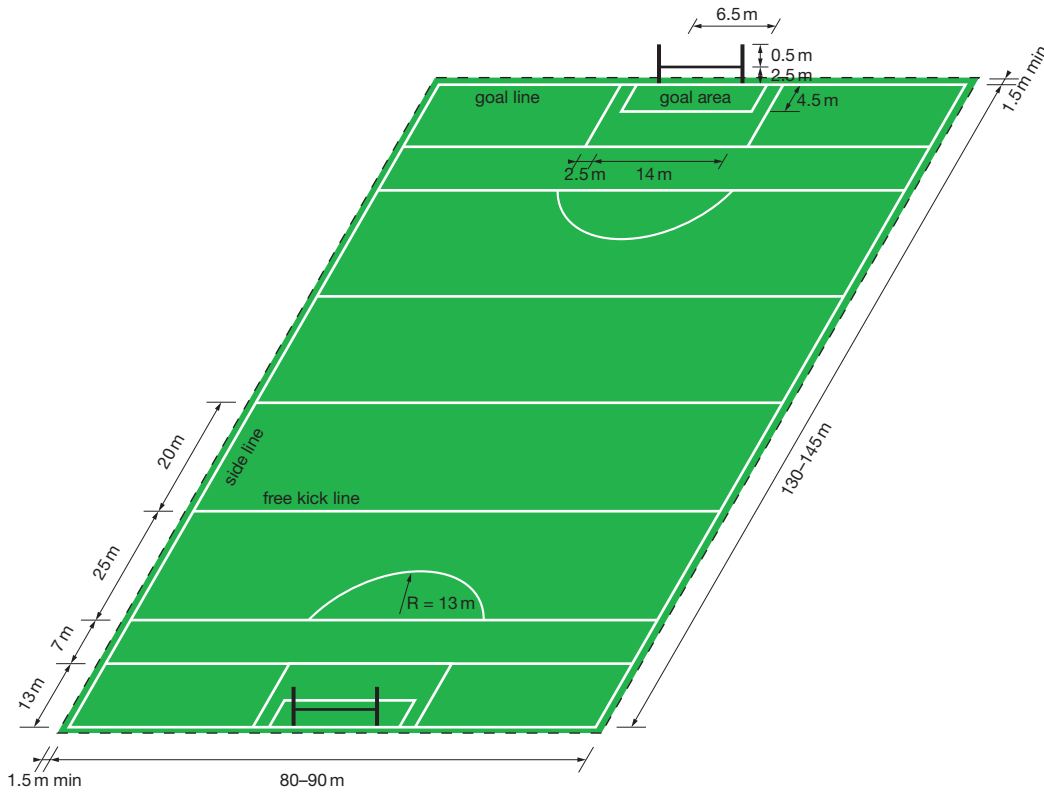 6.5 m
0.5 m
2.5 m
1.5 m min
goal line
goal area
4.5 m
2.5 m
14 m
130–145 m
20 m
side line
free kick line
25 m
R = 13 m
7 m
13 m
1.5 m min
80–90 m